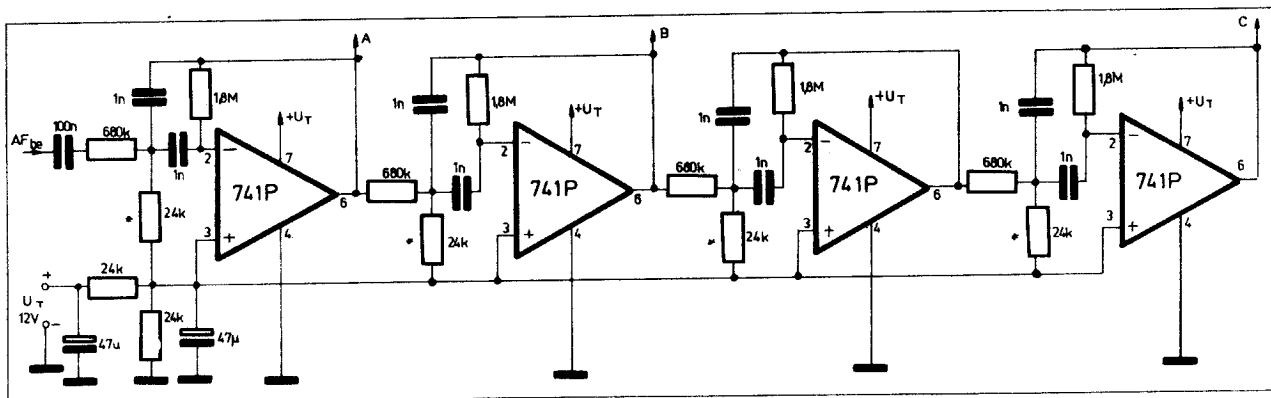 A
B
C
1n
1,8M
+U_T
1n
1,8M
+U_T
1n
1,8M
+U_T
1n
1,8M
+U_T
100n
680k
AF_be
1n
2
−
7
741P
6
3
+
4
*
24k
680k
1n
2
−
7
741P
6
3
+
4
*
24k
680k
1n
2
−
7
741P
6
3
+
4
*
24k
680k
1n
2
−
7
741P
6
3
+
4
*
24k
+
24k
U_T
12V
−
47u
24k
47μ